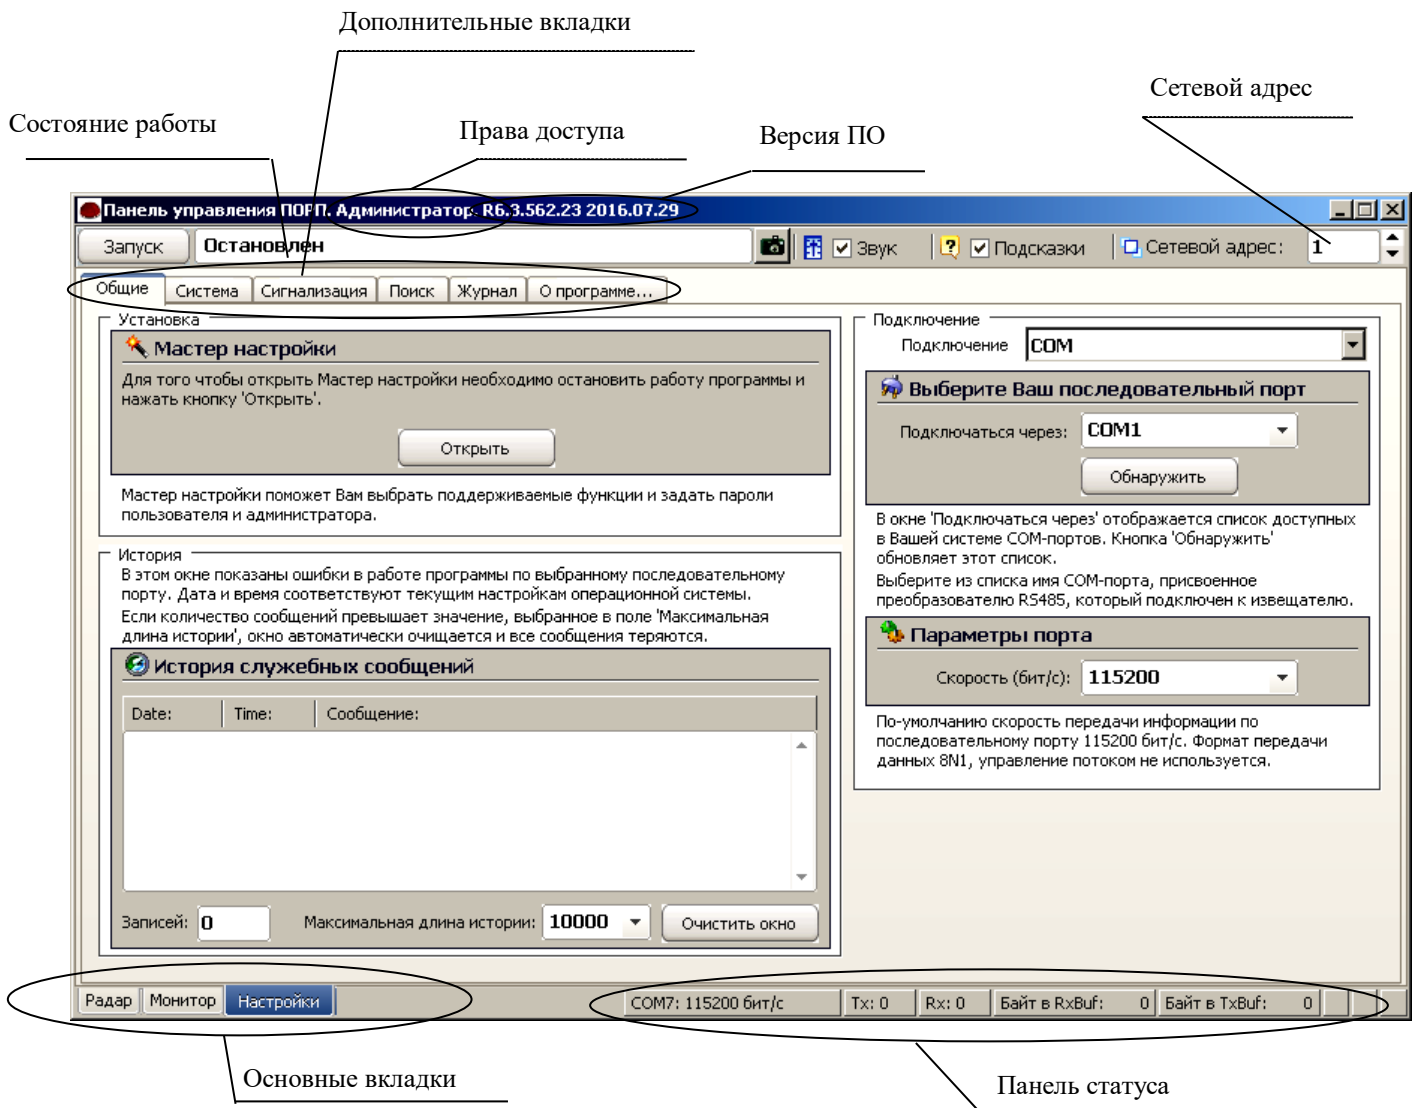 Дополнительные вкладки
Сетевой адрес
Состояние работы
Права доступа
Версия ПО
Панель управления ПОРП. Администратор. R6.3.562.23 2016.07.29
Запуск Остановлен Звук Подсказки Сетевой адрес: 1
Общие Система Сигнализация Поиск Журнал О программе...
Установка
Мастер настройки
Для того чтобы открыть Мастер настройки необходимо остановить работу программы и
нажать кнопку 'Открыть'.
Открыть
Мастер настройки поможет Вам выбрать поддерживаемые функции и задать пароли
пользователя и администратора.
История
В этом окне показаны ошибки в работе программы по выбранному последовательному
порту. Дата и время соответствуют текущим настройкам операционной системы.
Если количество сообщений превышает значение, выбранное в поле 'Максимальная
длина истории', окно автоматически очищается и все сообщения теряются.
История служебных сообщений
Date: Time: Сообщение:
Записей: 0 Максимальная длина истории: 10000 Очистить окно
Подключение
Подключение COM
Выберите Ваш последовательный порт
Подключаться через: COM1
Обнаружить
В окне 'Подключаться через' отображается список доступных
в Вашей системе COM-портов. Кнопка 'Обнаружить'
обновляет этот список.
Выберите из списка имя COM-порта, присвоенное
преобразователю RS485, который подключен к извещателю.
Параметры порта
Скорость (бит/с): 115200
По-умолчанию скорость передачи информации по
последовательному порту 115200 бит/с. Формат передачи
данных 8N1, управление потоком не используется.
Радар Монитор Настройки COM7: 115200 бит/с Tx: 0 Rx: 0 Байт в RxBuf: 0 Байт в TxBuf: 0
Основные вкладки
Панель статуса